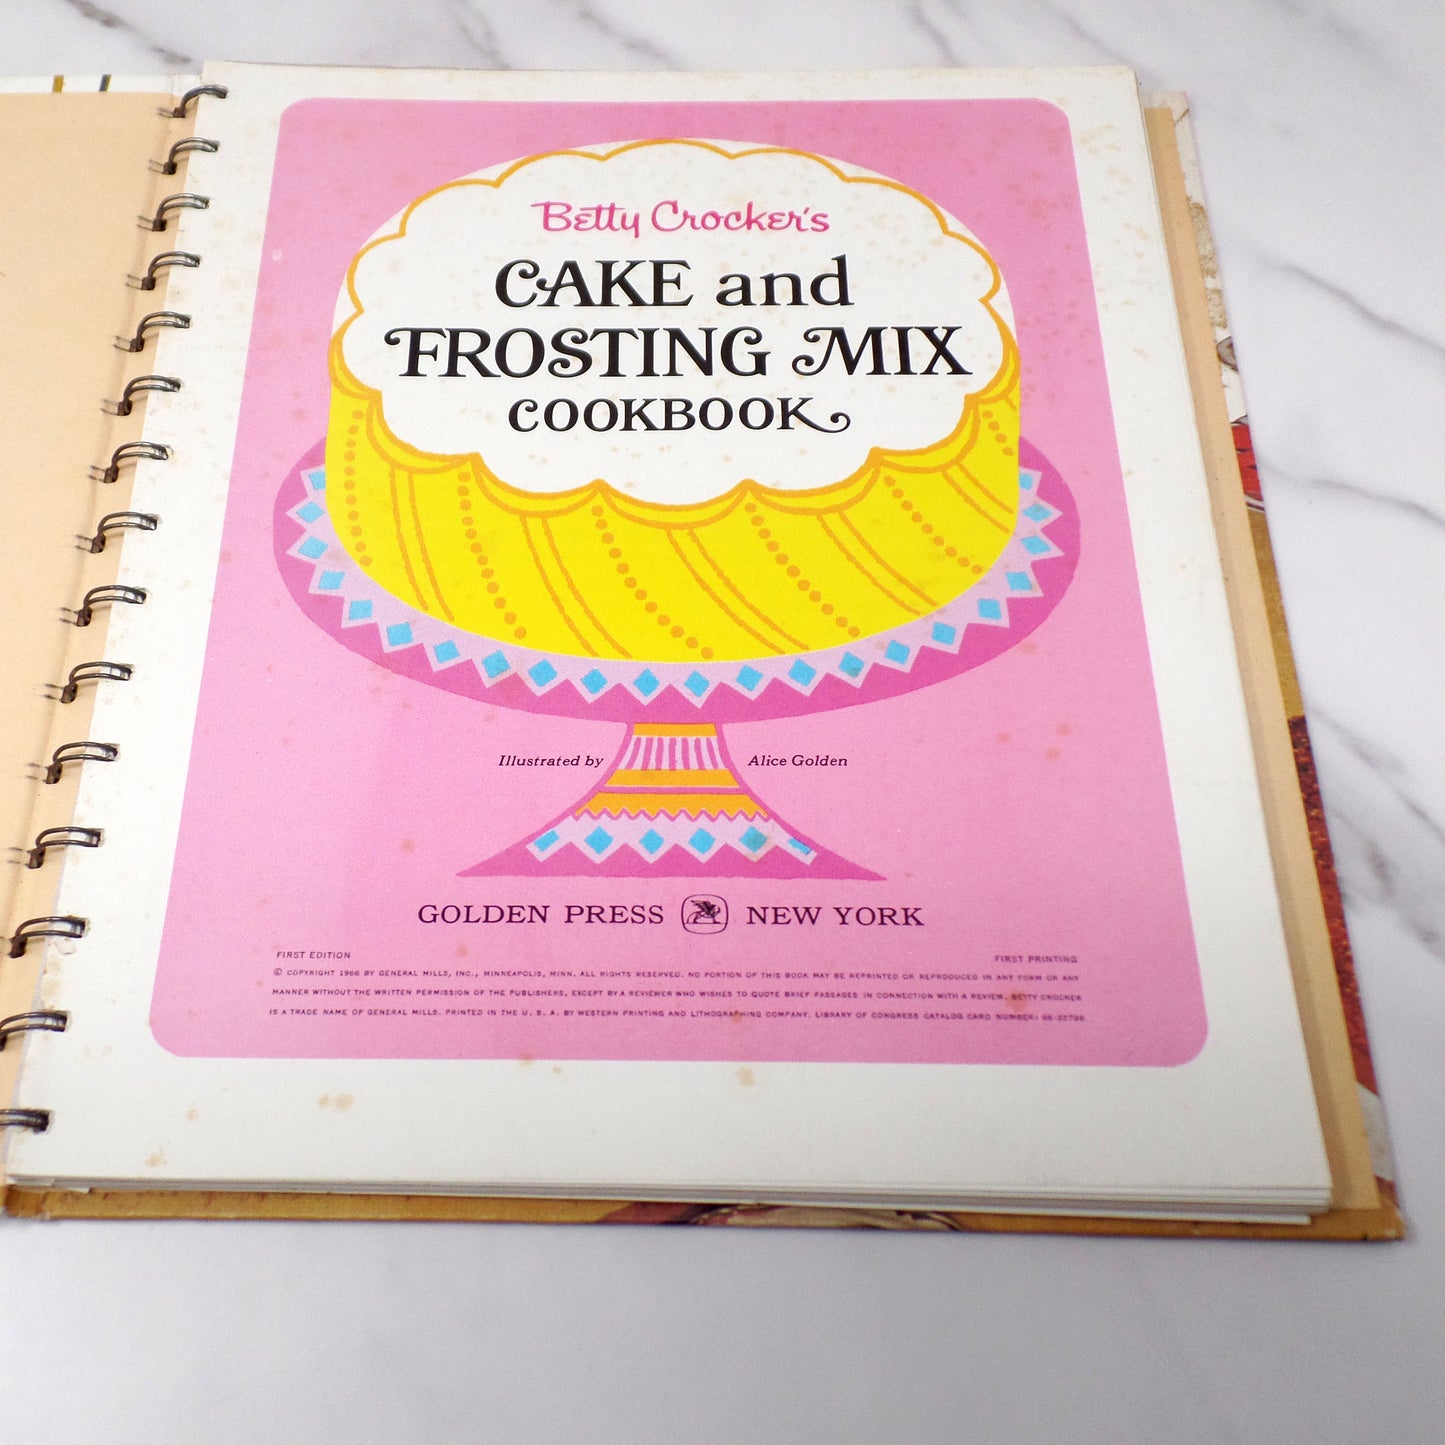 Betty Crocker's
CAKE and
FROSTING MIX
COOKBOOK
Illustrated by Alice Golden
GOLDEN PRESS NEW YORK
FIRST EDITION FIRST PRINTING
© COPYRIGHT 1966 BY GENERAL MILLS, INC., MINNEAPOLIS, MINN. ALL RIGHTS RESERVED. NO PORTION OF THIS BOOK MAY BE REPRINTED OR REPRODUCED IN ANY FORM OR ANY
MANNER WITHOUT THE WRITTEN PERMISSION OF THE PUBLISHERS, EXCEPT BY A REVIEWER WHO WISHES TO QUOTE BRIEF PASSAGES IN CONNECTION WITH A REVIEW. BETTY CROCKER
IS A TRADE NAME OF GENERAL MILLS. PRINTED IN THE U. S. A. BY WESTERN PRINTING AND LITHOGRAPHING COMPANY. LIBRARY OF CONGRESS CATALOG CARD NUMBER: 66-22726